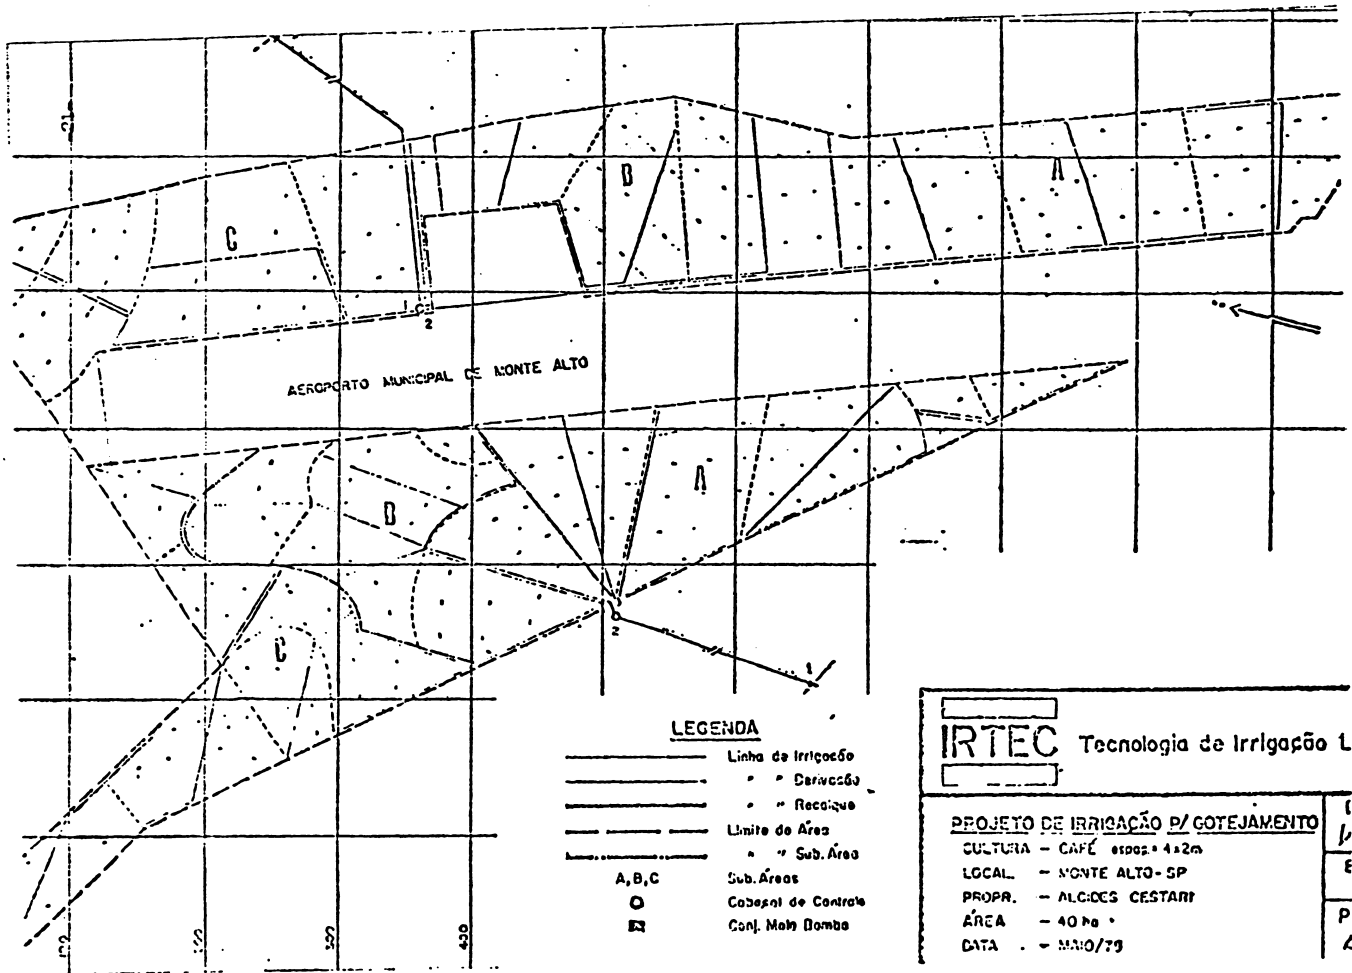 C
B
A
1
2
AEROPORTO MUNICIPAL DE MONTE ALTO
B
A
C
2
1
400
LEGENDA
Linha de Irrigação
" " Derivação
" " Recalque
Limite de Área
" " Sub. Área
A,B,C Sub. Áreas
Cabeçal de Controle
Conj. Moto Bomba
IRTEC Tecnologia de Irrigação L
PROJETO DE IRRIGAÇÃO P/ GOTEJAMENTO
CULTURA - CAFÉ espaç. 4x2m
LOCAL - MONTE ALTO-SP
PROPR. - ALCIDES CESTARI
ÁREA - 40 ha
DATA . - MAIO/79